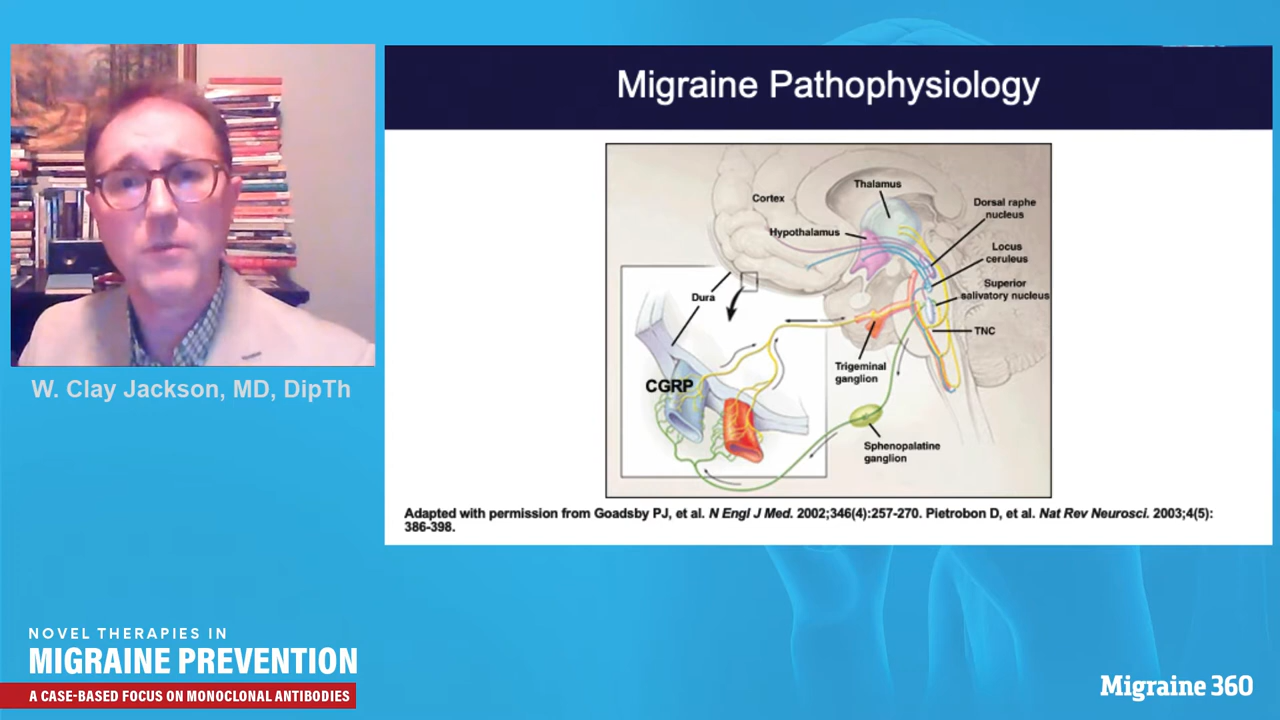 Migraine Pathophysiology
Thalamus
Cortex
Dorsal raphe
nucleus
Hypothalamus
Locus
ceruleus
Superior
salivatory nucleus
Dura
TNC
Trigeminal
ganglion
CGRP
Sphenopalatine
ganglion
Adapted with permission from Goadsby PJ, et al. N Engl J Med. 2002;346(4):257-270. Pietrobon D, et al. Nat Rev Neurosci. 2003;4(5):
386-398.
W. Clay Jackson, MD, DipTh
NOVEL THERAPIES IN
MIGRAINE PREVENTION
A CASE-BASED FOCUS ON MONOCLONAL ANTIBODIES
Migraine 360